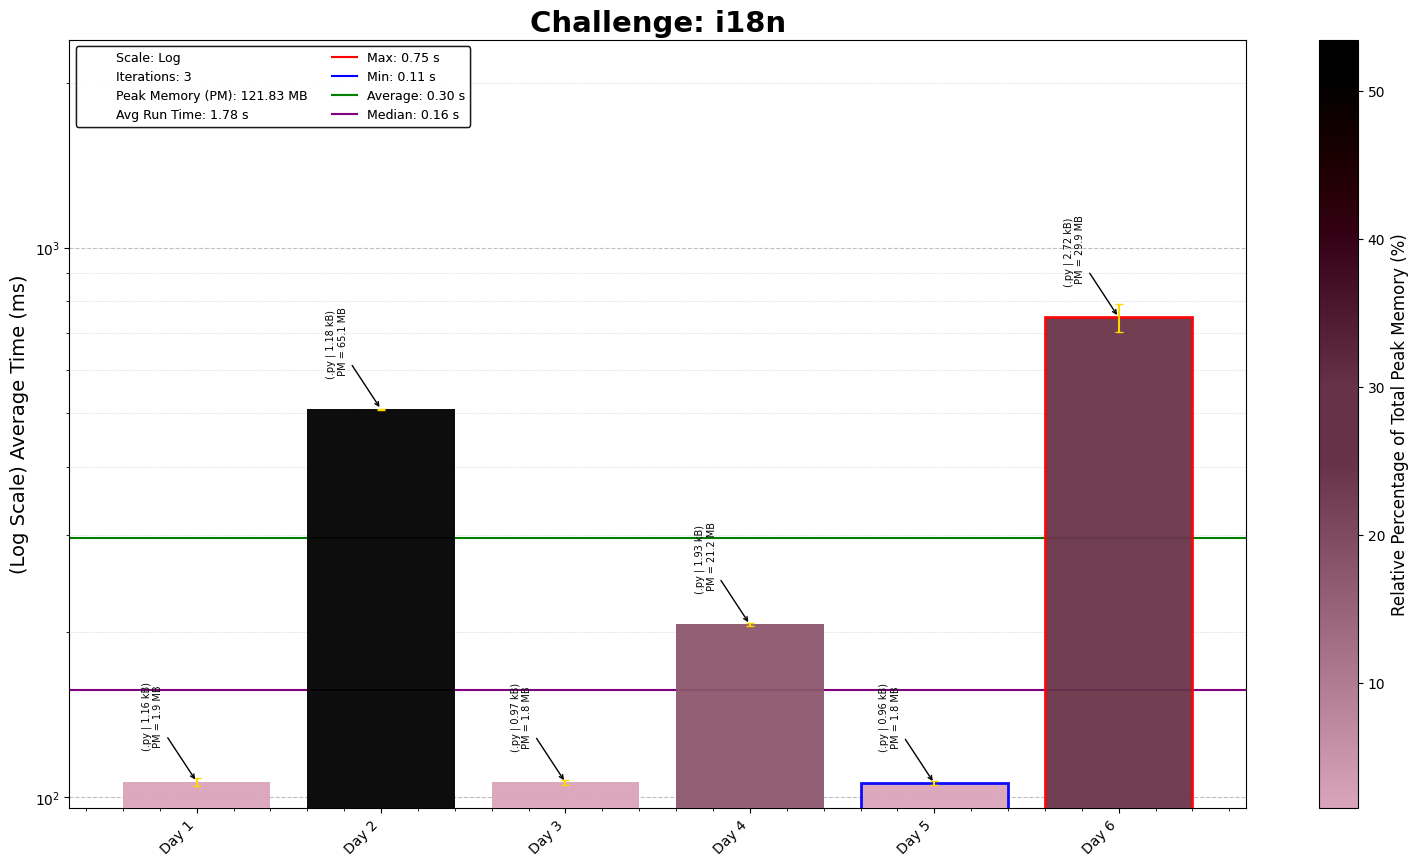 Challenge: i18n
Scale: Log
Iterations: 3
Peak Memory (PM): 121.83 MB
Avg Run Time: 1.78 s
Max: 0.75 s
Min: 0.11 s
Average: 0.30 s
Median: 0.16 s
(Log Scale) Average Time (ms)
10³
10²
(.py | 1.16 kB)
PM = 1.9 MB
(.py | 1.18 kB)
PM = 65.1 MB
(.py | 0.97 kB)
PM = 1.8 MB
(.py | 1.93 kB)
PM = 21.2 MB
(.py | 0.96 kB)
PM = 1.8 MB
(.py | 2.72 kB)
PM = 29.9 MB
Day 1
Day 2
Day 3
Day 4
Day 5
Day 6
50
40
30
20
10
Relative Percentage of Total Peak Memory (%)